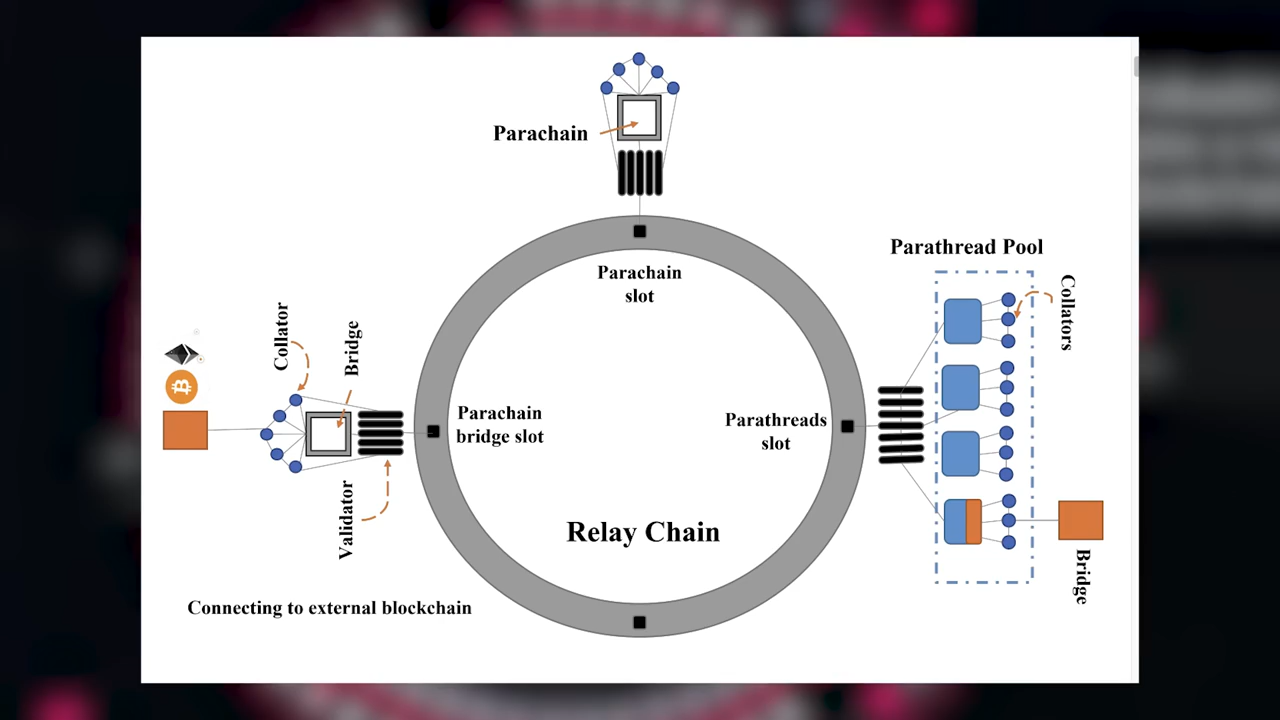 Parachain
Parachain
slot
Parathread Pool
Collators
Collator
Bridge
Parachain
bridge slot
Parathreads
slot
Validator
Relay Chain
Bridge
Connecting to external blockchain